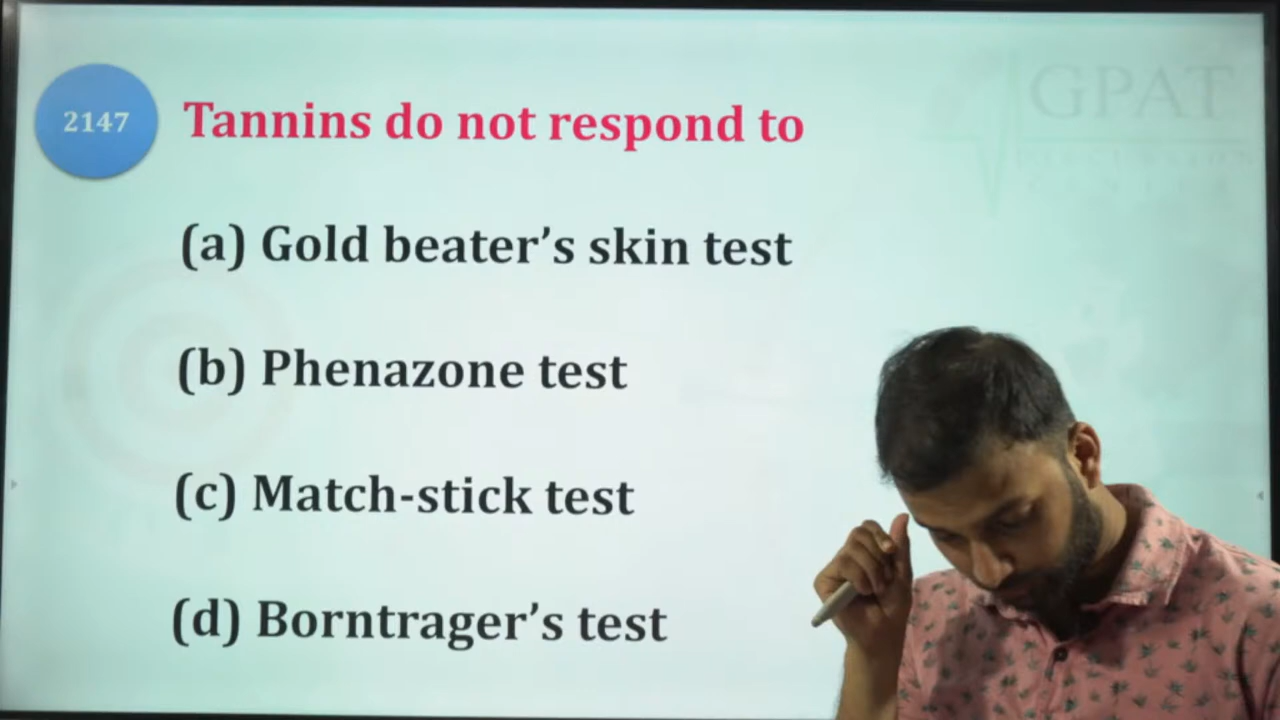 2147
Tannins do not respond to
GPAT
(a) Gold beater’s skin test
(b) Phenazone test
(c) Match-stick test
(d) Borntrager’s test